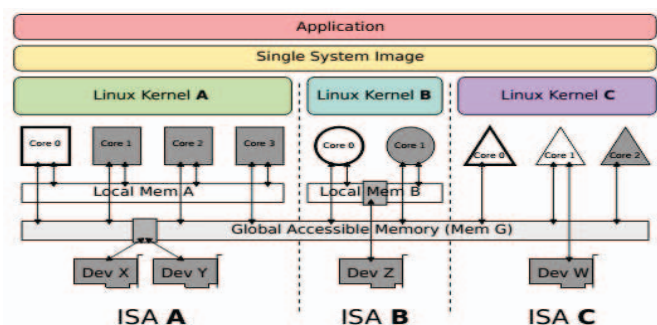 Application
Single System Image
Linux Kernel A
Linux Kernel B
Linux Kernel C
Core 0
Core 1
Core 2
Core 3
Core 0
Core 1
Core 0
Core 1
Core 2
Local Mem A
Local Mem B
Global Accessible Memory (Mem G)
Dev X
Dev Y
Dev Z
Dev W
ISA A
ISA B
ISA C